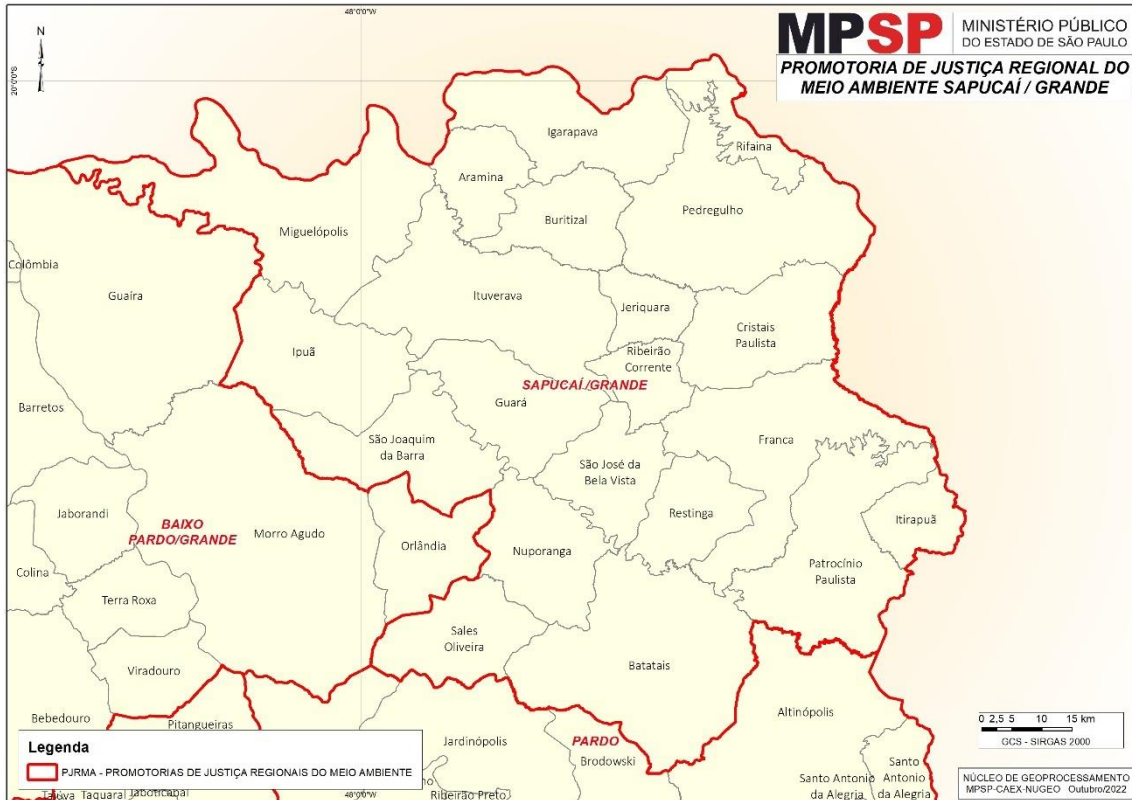 48°0'0"W
N
20°0'0"S
MPSP
MINISTÉRIO PÚBLICO
DO ESTADO DE SÃO PAULO
PROMOTORIA DE JUSTIÇA REGIONAL DO
MEIO AMBIENTE SAPUCAÍ / GRANDE
Igarapava
Rifaina
Aramina
Buritizal
Pedregulho
Miguelópolis
Colômbia
Guaíra
Ituverava
Jeriquara
Cristais
Paulista
Ipuã
Ribeirão
Corrente
SAPUCAÍ/GRANDE
Guará
Barretos
São Joaquim
da Barra
Franca
São José da
Bela Vista
Jaborandi
Restinga
Itirapuã
BAIXO
PARDO/GRANDE
Morro Agudo
Orlândia
Nuporanga
Patrocínio
Paulista
Colina
Terra Roxa
Sales
Oliveira
Batatais
Viradouro
Bebedouro
Pitangueiras
Altinópolis
Jardinópolis
PARDO
Brodowski
0 2,5 5 10 15 km
GCS - SIRGAS 2000
Legenda
PJRMA - PROMOTORIAS DE JUSTIÇA REGIONAIS DO MEIO AMBIENTE
Santo Antonio
da Alegria
Santo
Antonio
da Alegria
Taquaral
Jaboticabal
48°0'0"W
Ribeirão Preto
NÚCLEO DE GEOPROCESSAMENTO
MPSP-CAEX-NUGEO Outubro/2022